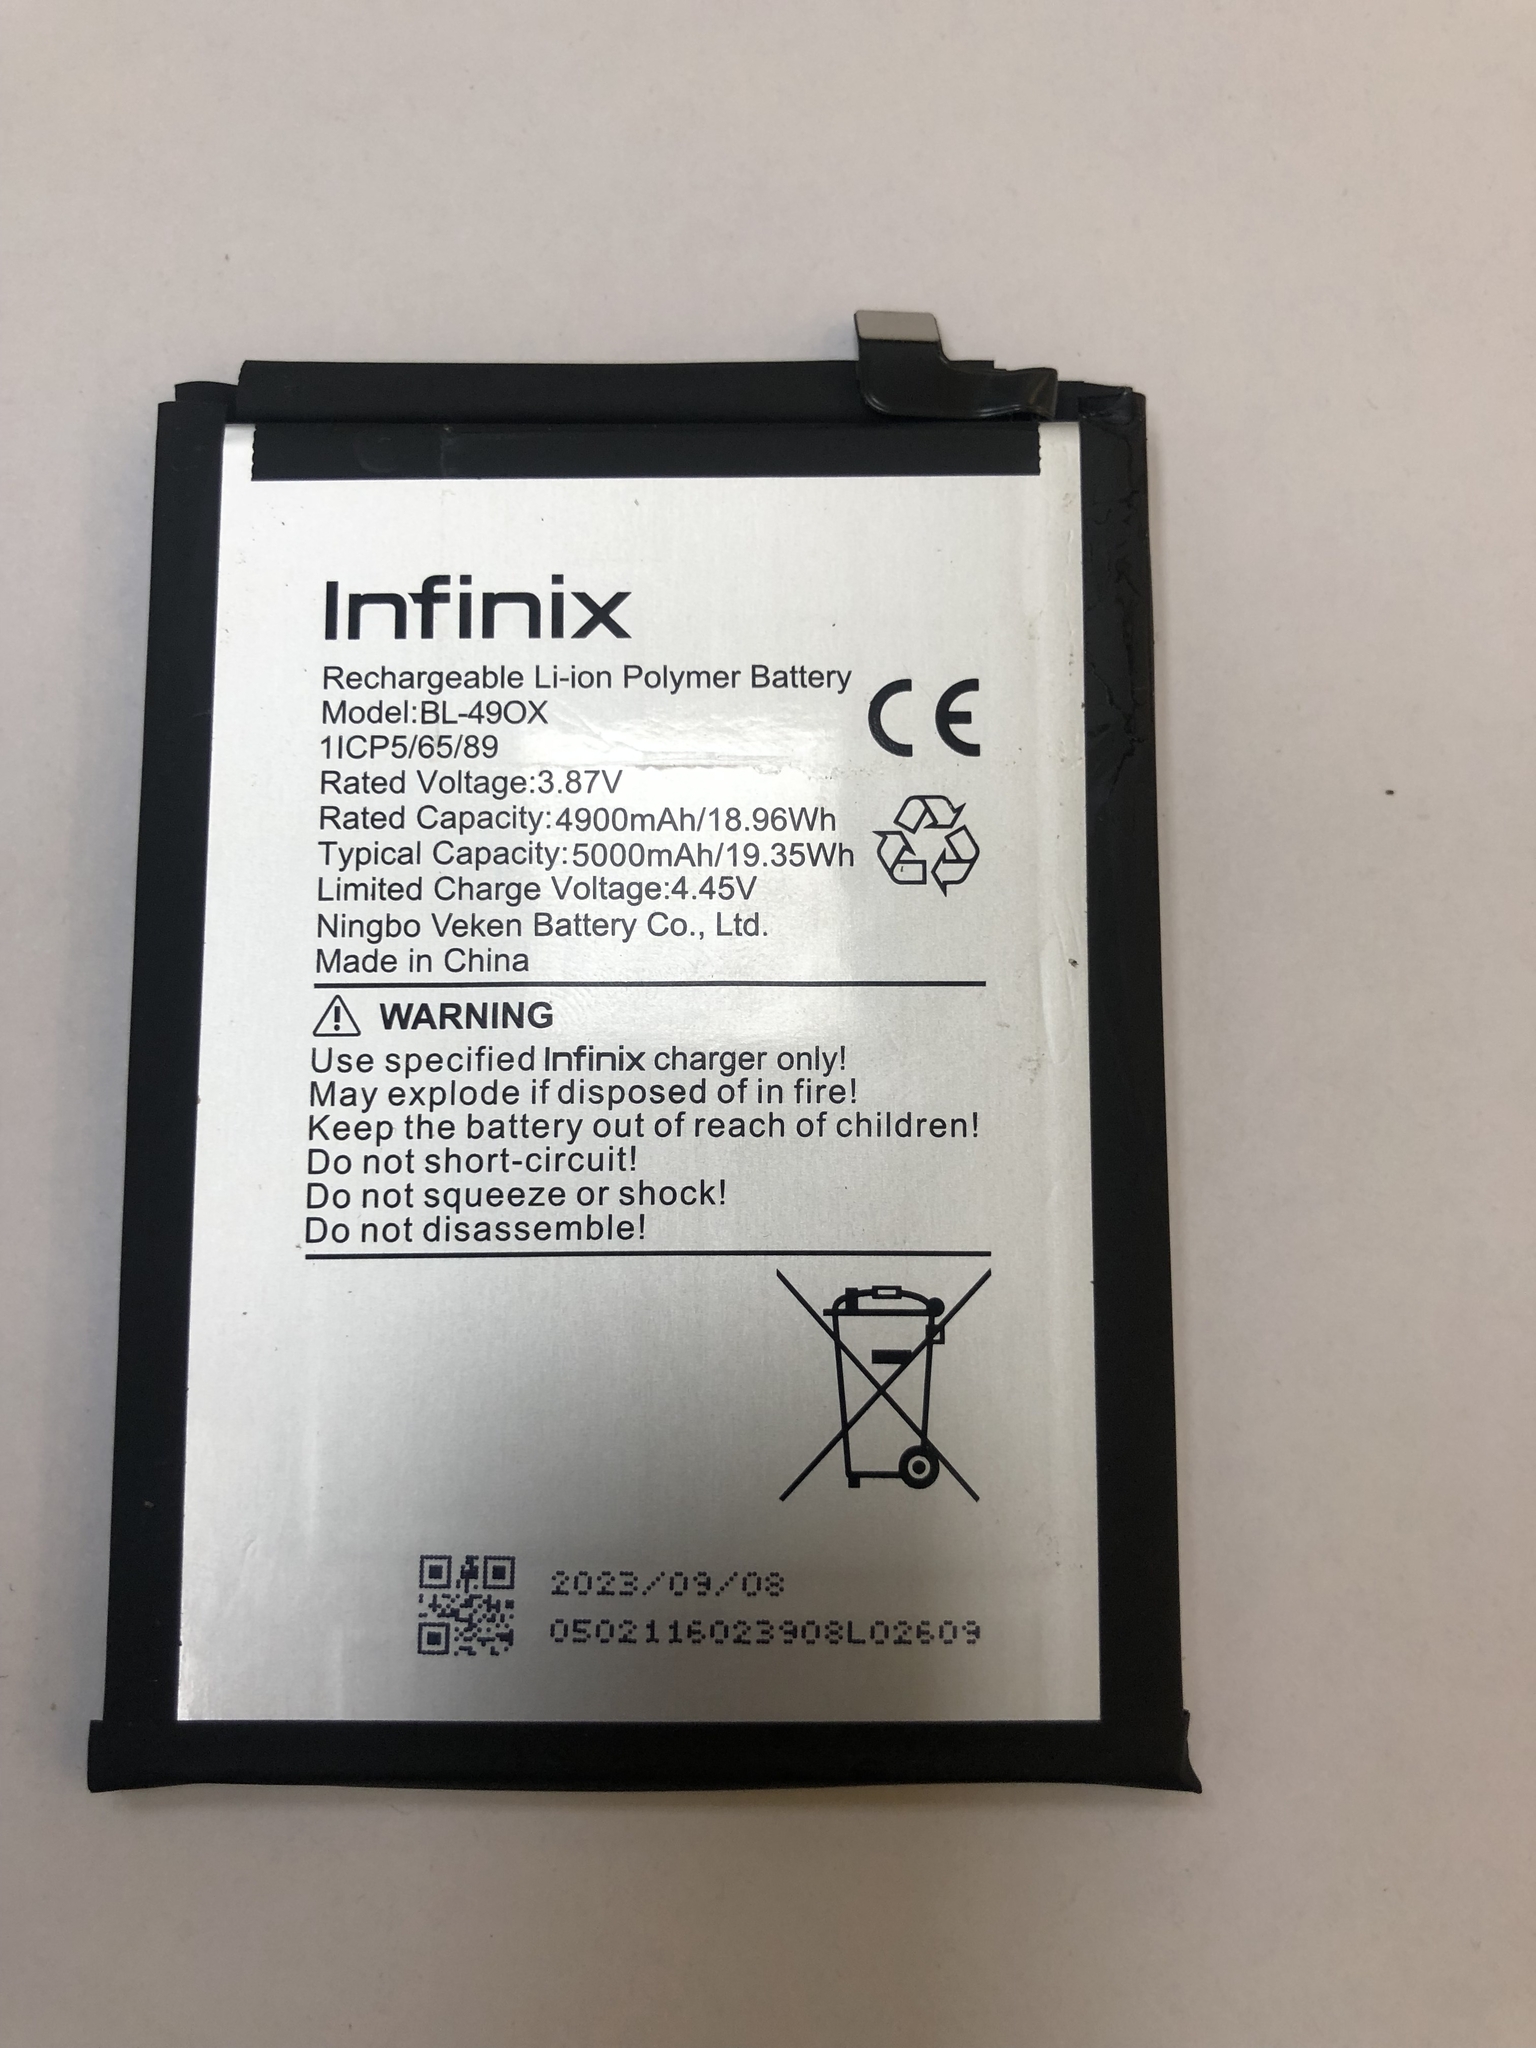 Infinix
Rechargeable Li-ion Polymer Battery
Model:BL-49OX
1ICP5/65/89
Rated Voltage:3.87V
Rated Capacity:4900mAh/18.96Wh
Typical Capacity:5000mAh/19.35Wh
Limited Charge Voltage:4.45V
Ningbo Veken Battery Co., Ltd.
Made in China
CE
WARNING
Use specified Infinix charger only!
May explode if disposed of in fire!
Keep the battery out of reach of children!
Do not short-circuit!
Do not squeeze or shock!
Do not disassemble!
2023/09/08
0502116023908L02609